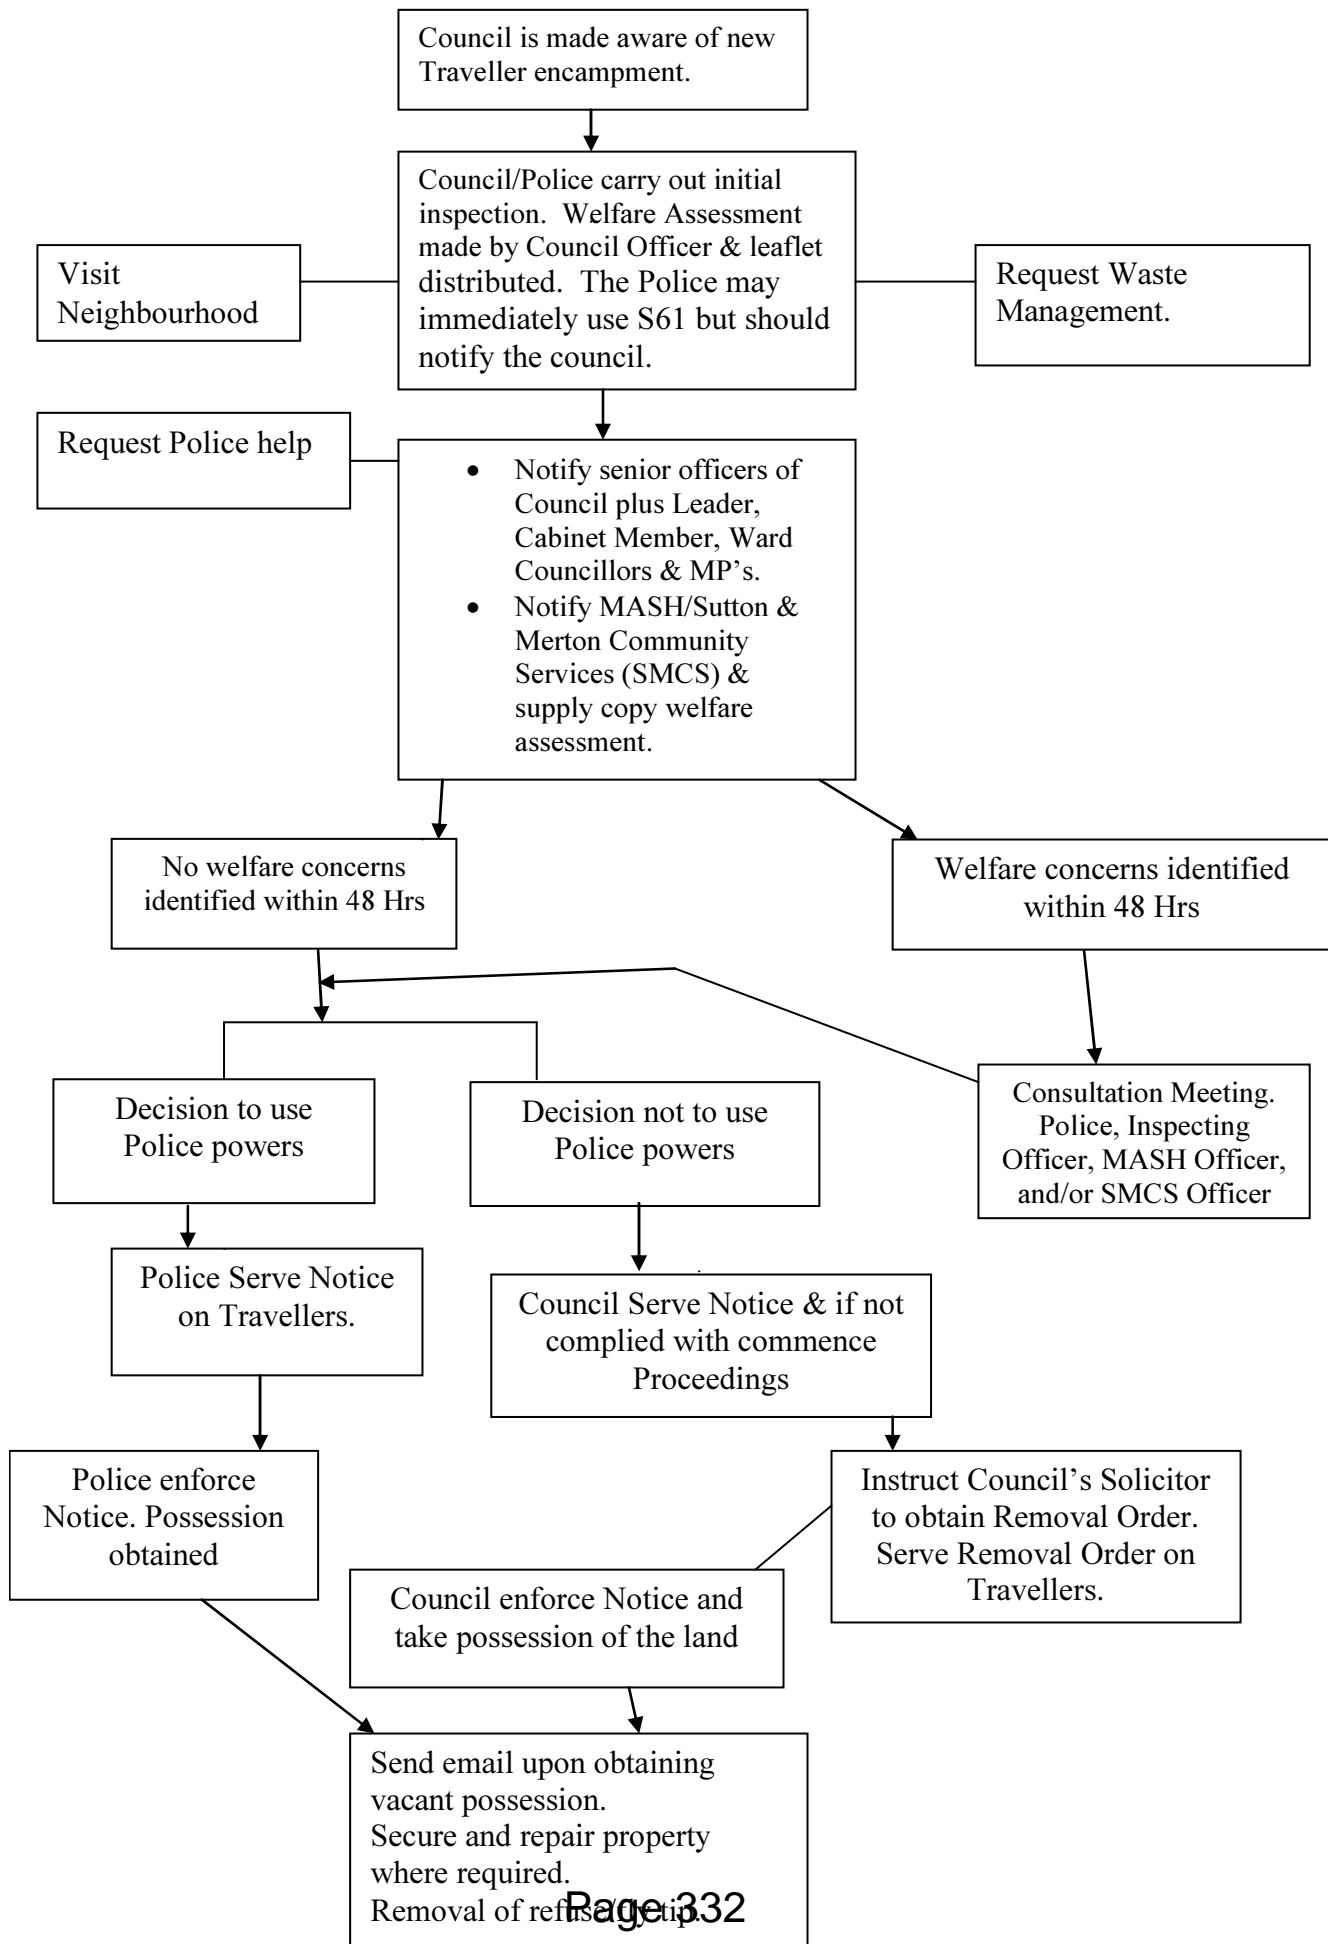 Council is made aware of new
Traveller encampment.
Council/Police carry out initial
inspection.  Welfare Assessment
made by Council Officer & leaflet
distributed.  The Police may
immediately use S61 but should
notify the council.
Visit
Neighbourhood
Request Waste
Management.
Request Police help
• Notify senior officers of
Council plus Leader,
Cabinet Member, Ward
Councillors & MP’s.
• Notify MASH/Sutton &
Merton Community
Services (SMCS) &
supply copy welfare
assessment.
No welfare concerns
identified within 48 Hrs
Welfare concerns identified
within 48 Hrs
Consultation Meeting.
Police, Inspecting
Officer, MASH Officer,
and/or SMCS Officer
Decision to use
Police powers
Decision not to use
Police powers
Police Serve Notice
on Travellers.
Council Serve Notice & if not
complied with commence
Proceedings
Police enforce
Notice. Possession
obtained
Instruct Council’s Solicitor
to obtain Removal Order.
Serve Removal Order on
Travellers.
Council enforce Notice and
take possession of the land
Send email upon obtaining
vacant possession.
Secure and repair property
where required.
Removal of refuse/fly tip.
Page 332